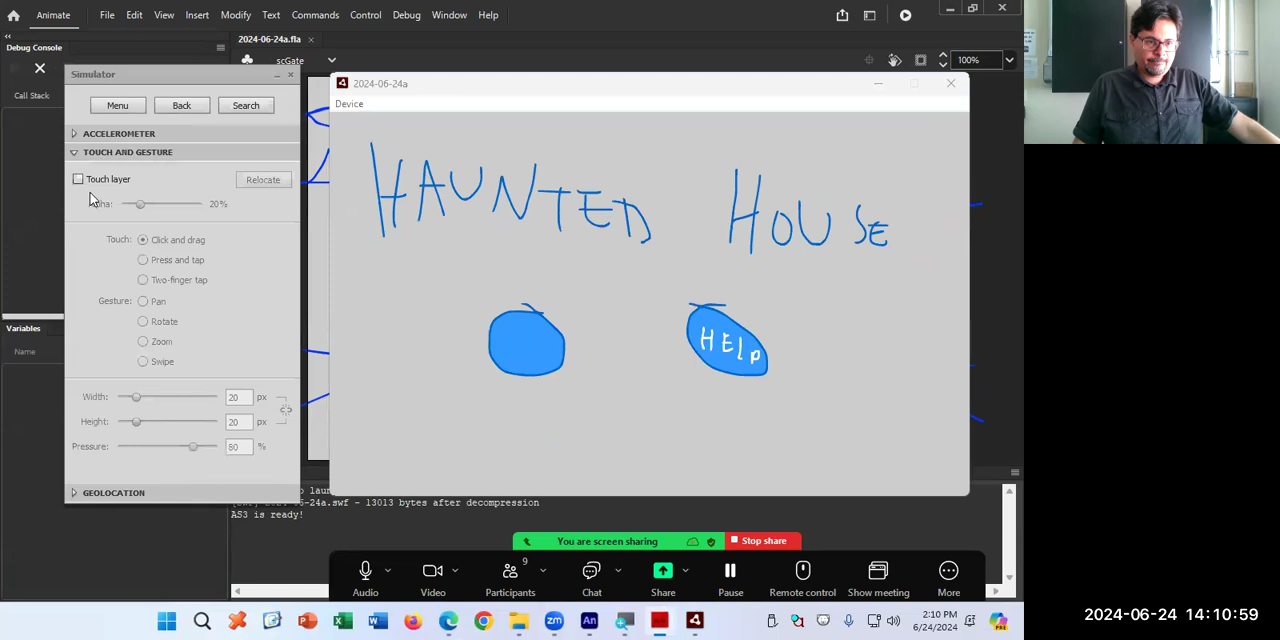 Animate File Edit View Insert Modify Text Commands Control Debug Window Help
Debug Console
2024-06-24a.fla ×
scGate 100%
Call Stack
Simulator
Menu Back Search
ACCELEROMETER
TOUCH AND GESTURE
Touch layer Relocate
20%
Touch: Click and drag
Press and tap
Two-finger tap
Gesture: Pan
Rotate
Zoom
Swipe
Width: 20 px
Height: 20 px
Pressure: 80 %
GEOLOCATION
Variables
Name
2024-06-24a
Device
HAUNTED HOUSE
HELP
06-24a.swf - 13013 bytes after decompression
AS3 is ready!
You are screen sharing Stop share
Audio Video Participants 9 Chat Share Pause Remote control Show meeting More
2:10 PM
6/24/2024
2024-06-24 14:10:59